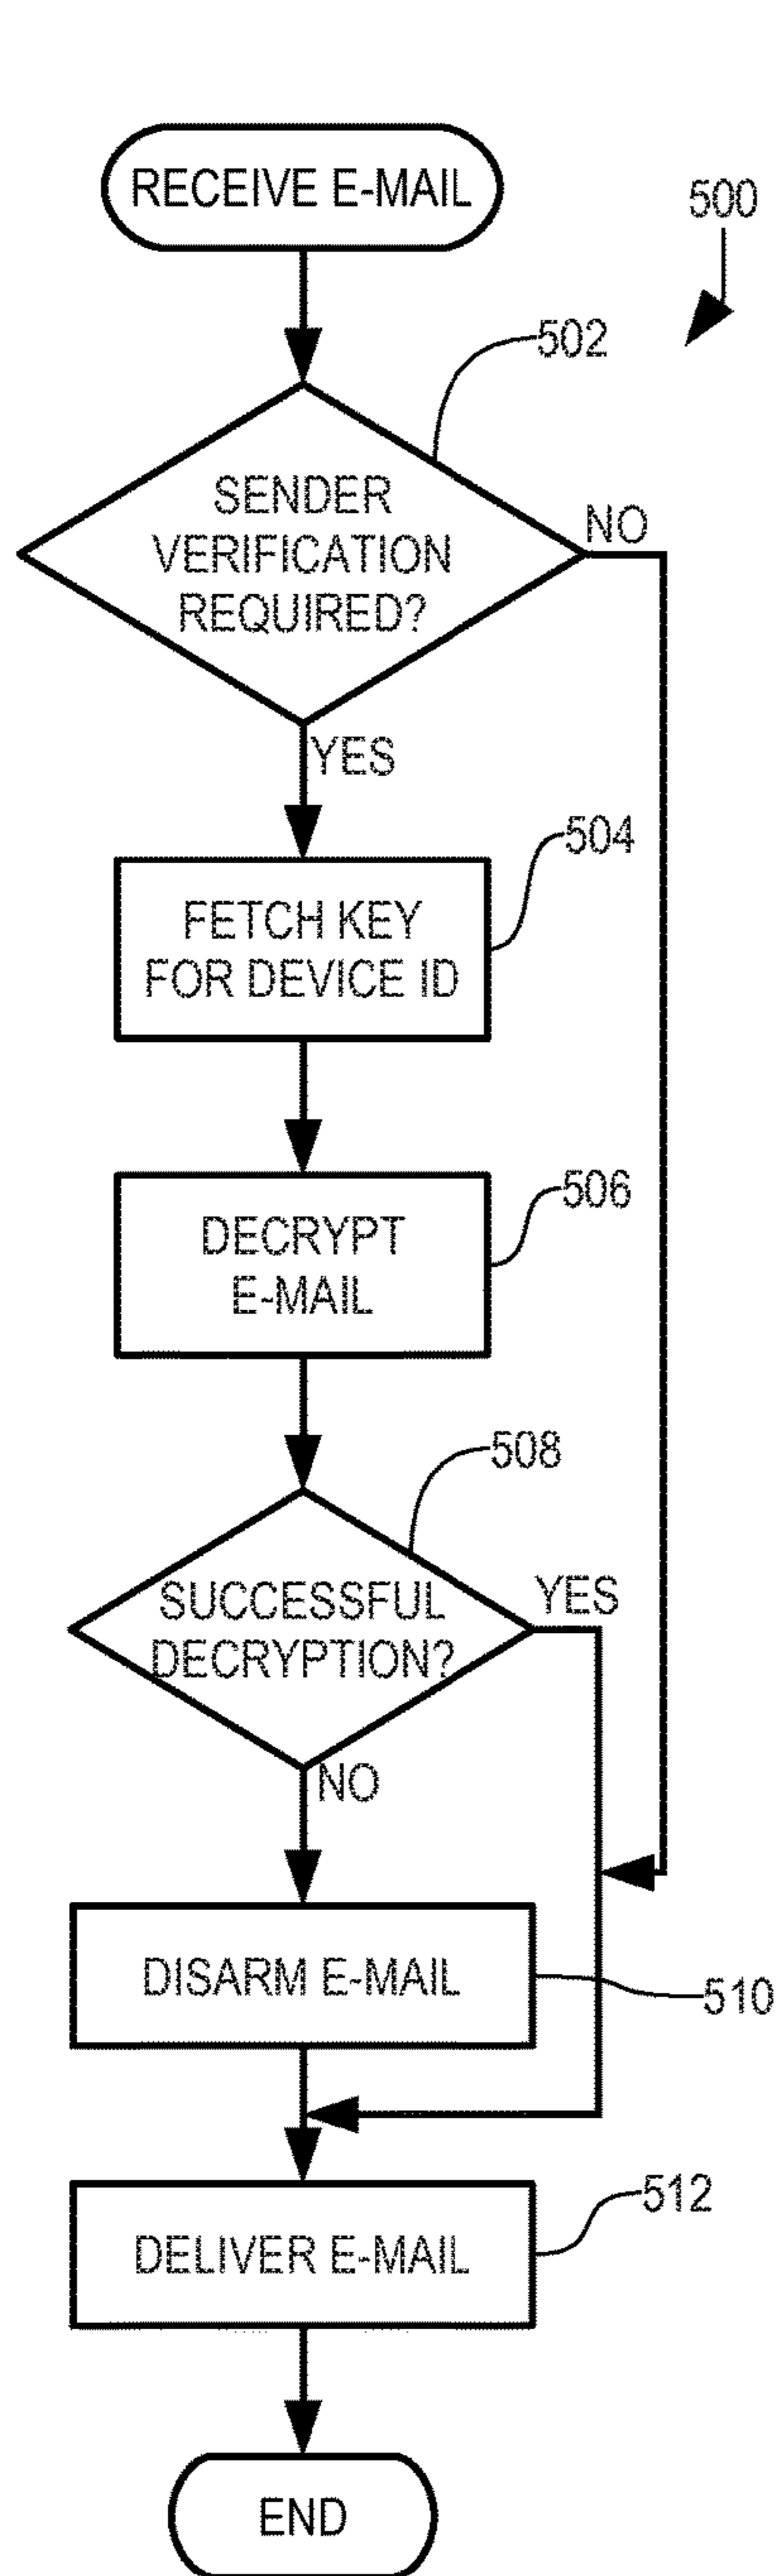 RECEIVE E-MAIL
500
502
SENDER
VERIFICATION
REQUIRED?
NO
YES
504
FETCH KEY
FOR DEVICE ID
506
DECRYPT
E-MAIL
508
SUCCESSFUL
DECRYPTION?
YES
NO
DISARM E-MAIL
510
512
DELIVER E-MAIL
END